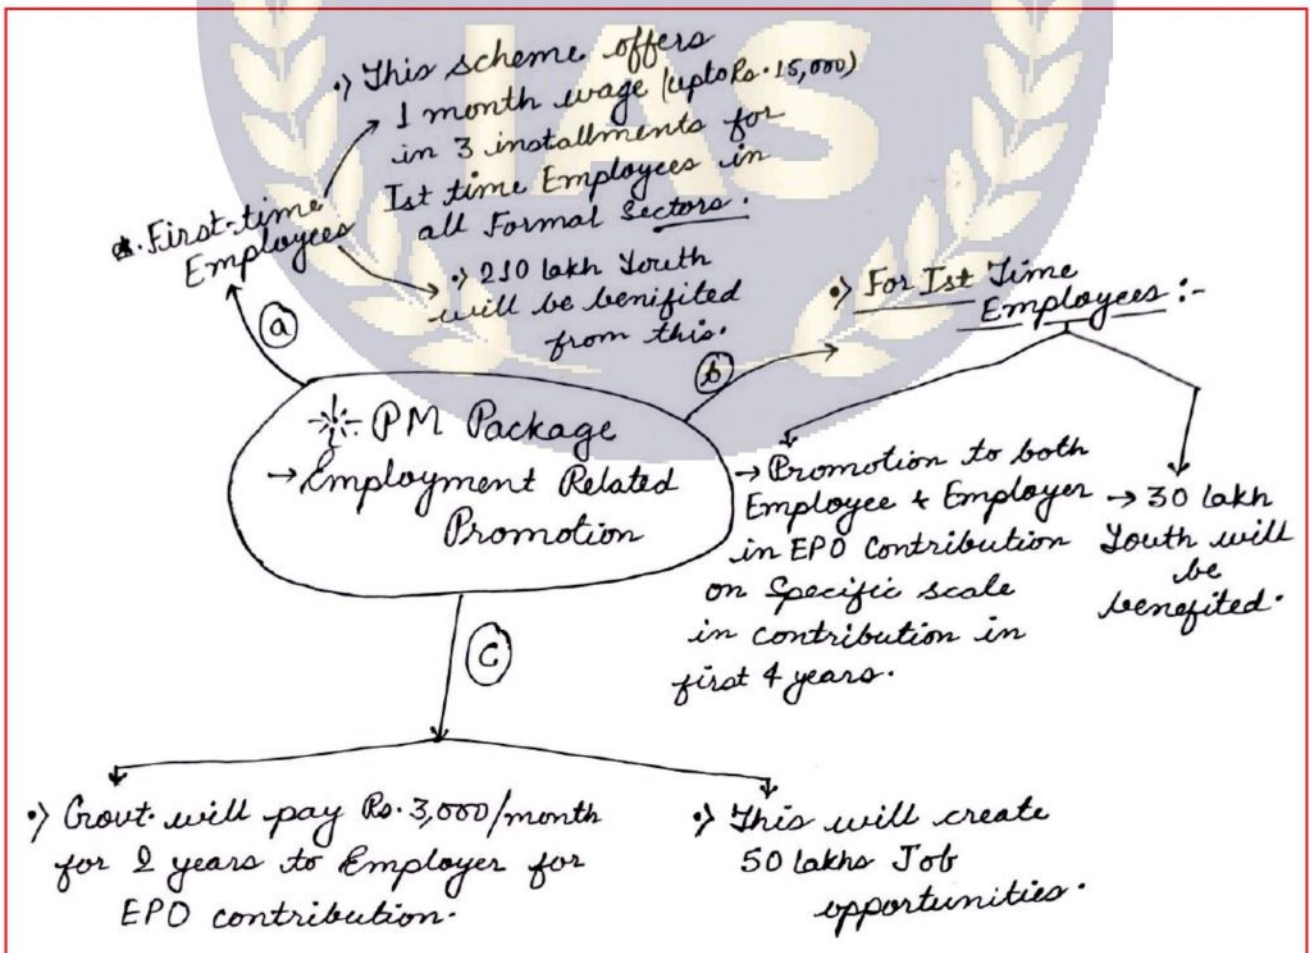 IAS
•) This scheme offers
1 month wage (upto Rs. 15,000)
in 3 installments for
Ist time Employees in
all Formal Sectors.
First-time
Employees
•) 210 lakh Youth
will be benifited
from this.
(a)
(b)
•) For Ist Time
Employees :-
PM Package
→ Employment Related
Promotion
→ Promotion to both
Employee & Employer
in EPO Contribution
on Specific scale
in contribution in
first 4 years.
→ 30 lakh
Youth will
be
benefited.
(C)
•) Govt. will pay Rs. 3,000/month
for 2 years to Employer for
EPO contribution.
•) This will create
50 lakhs Job
opportunities.